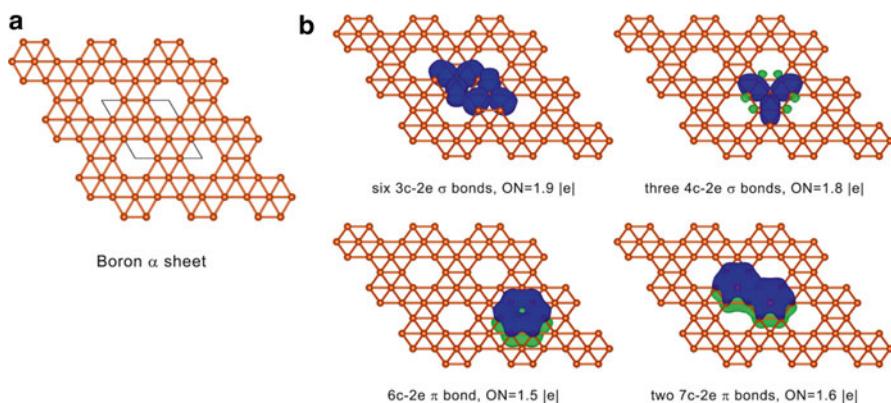 a
b
Boron α sheet
six 3c-2e σ bonds, ON=1.9 |e|
three 4c-2e σ bonds, ON=1.8 |e|
6c-2e π bond, ON=1.5 |e|
two 7c-2e π bonds, ON=1.6 |e|